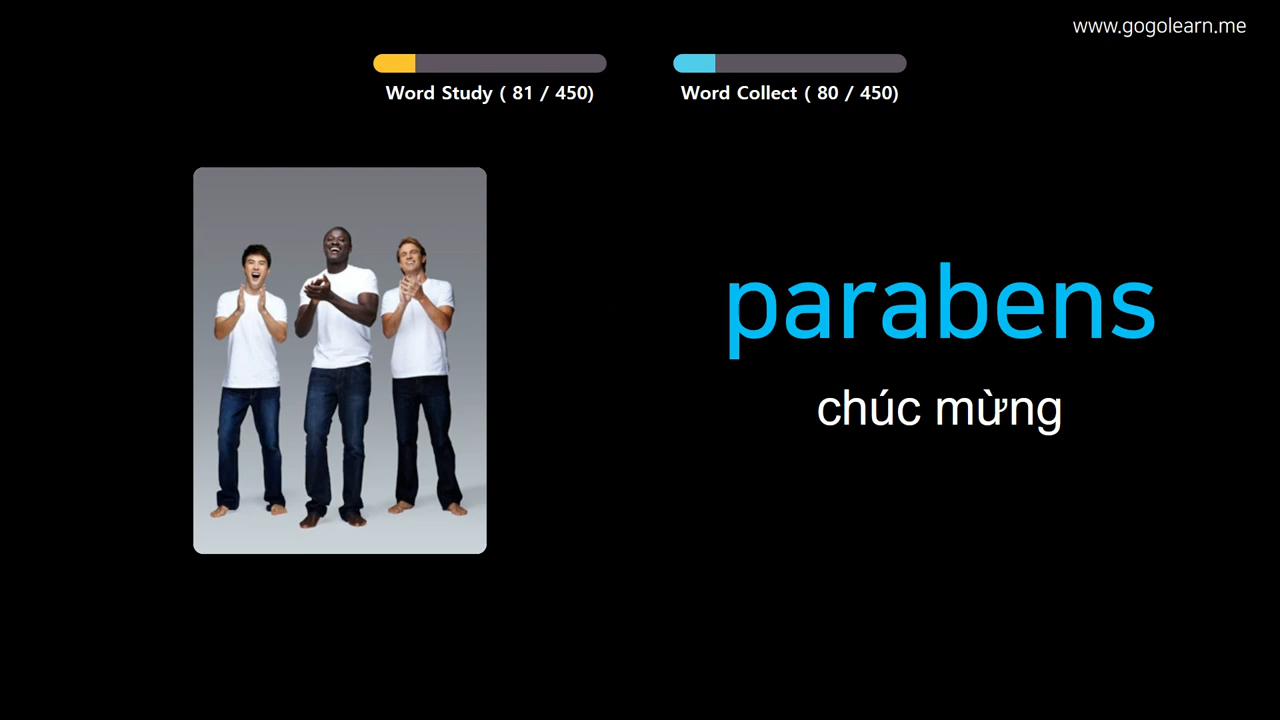 www.gogolearn.me
Word Study ( 81 / 450)
Word Collect ( 80 / 450)
parabens
chúc mừng